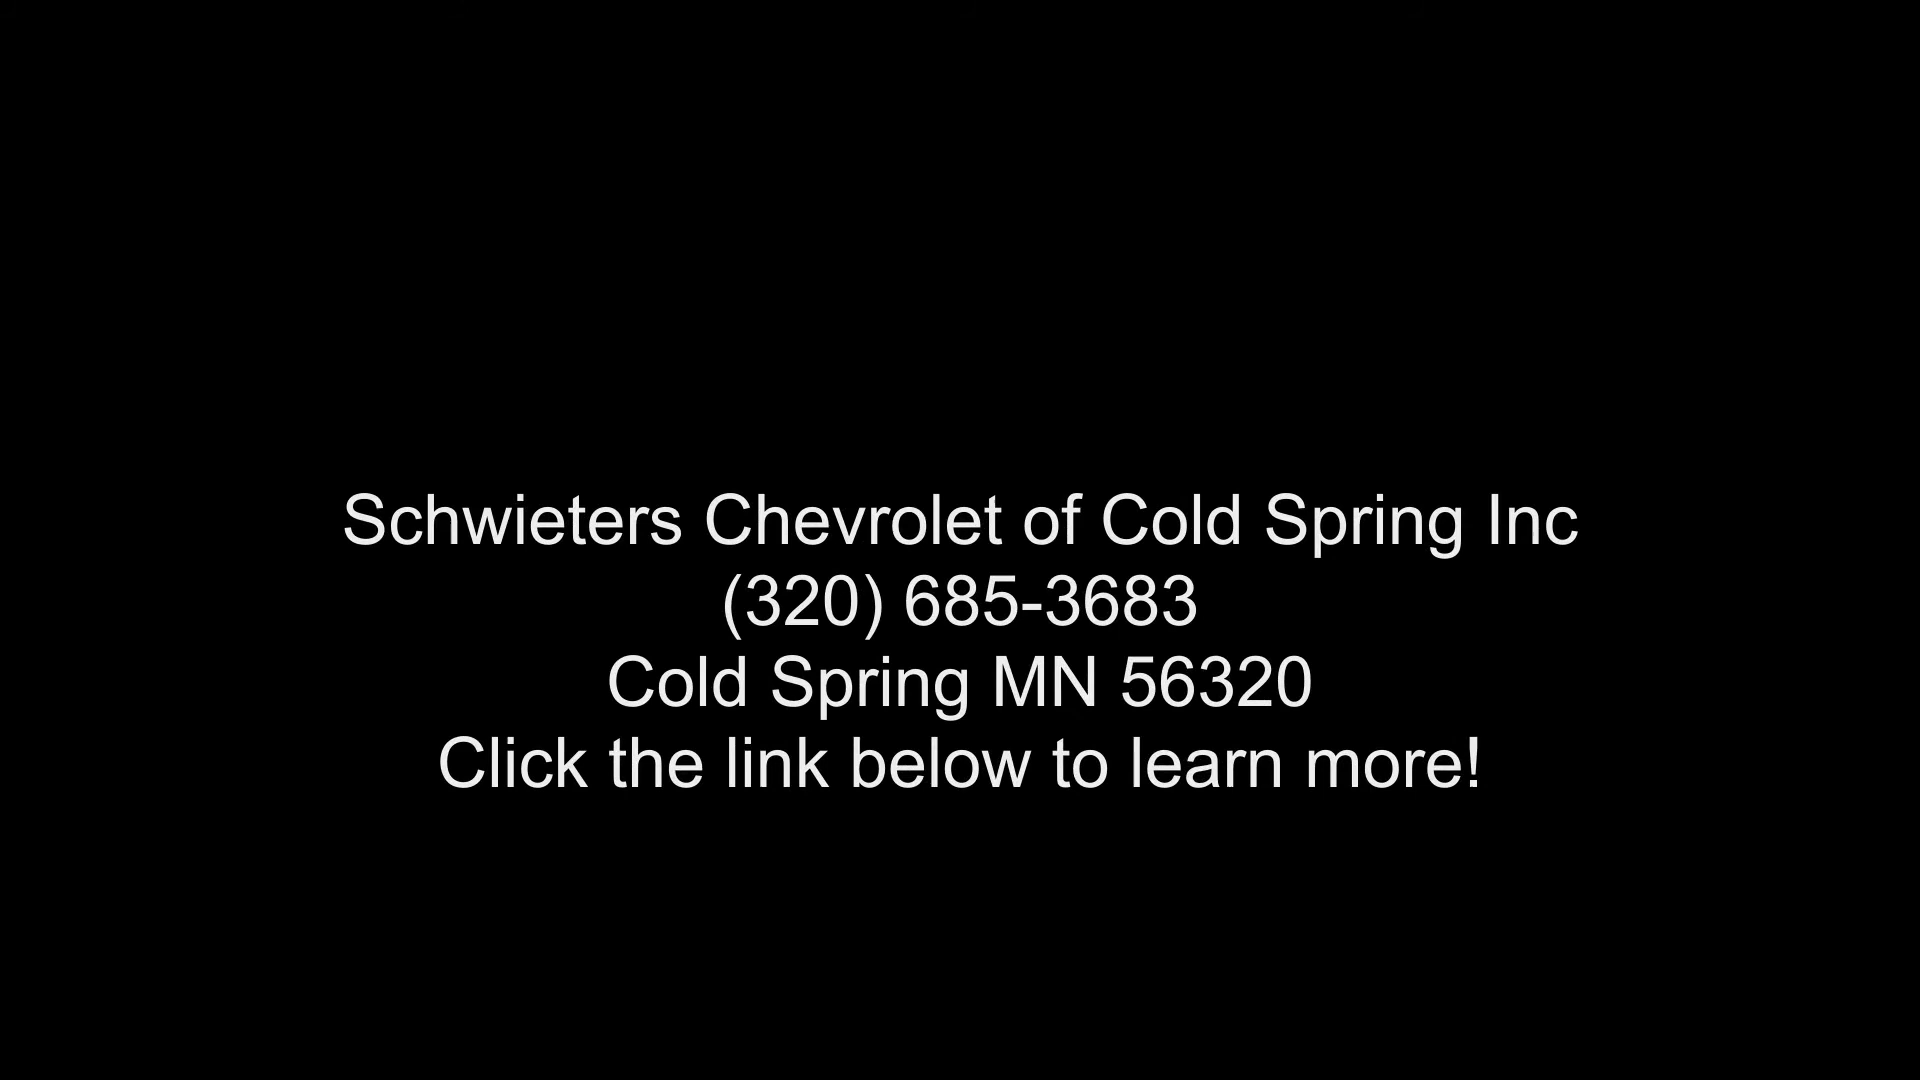 Schwieters Chevrolet of Cold Spring Inc
(320) 685-3683
Cold Spring MN 56320
Click the link below to learn more!